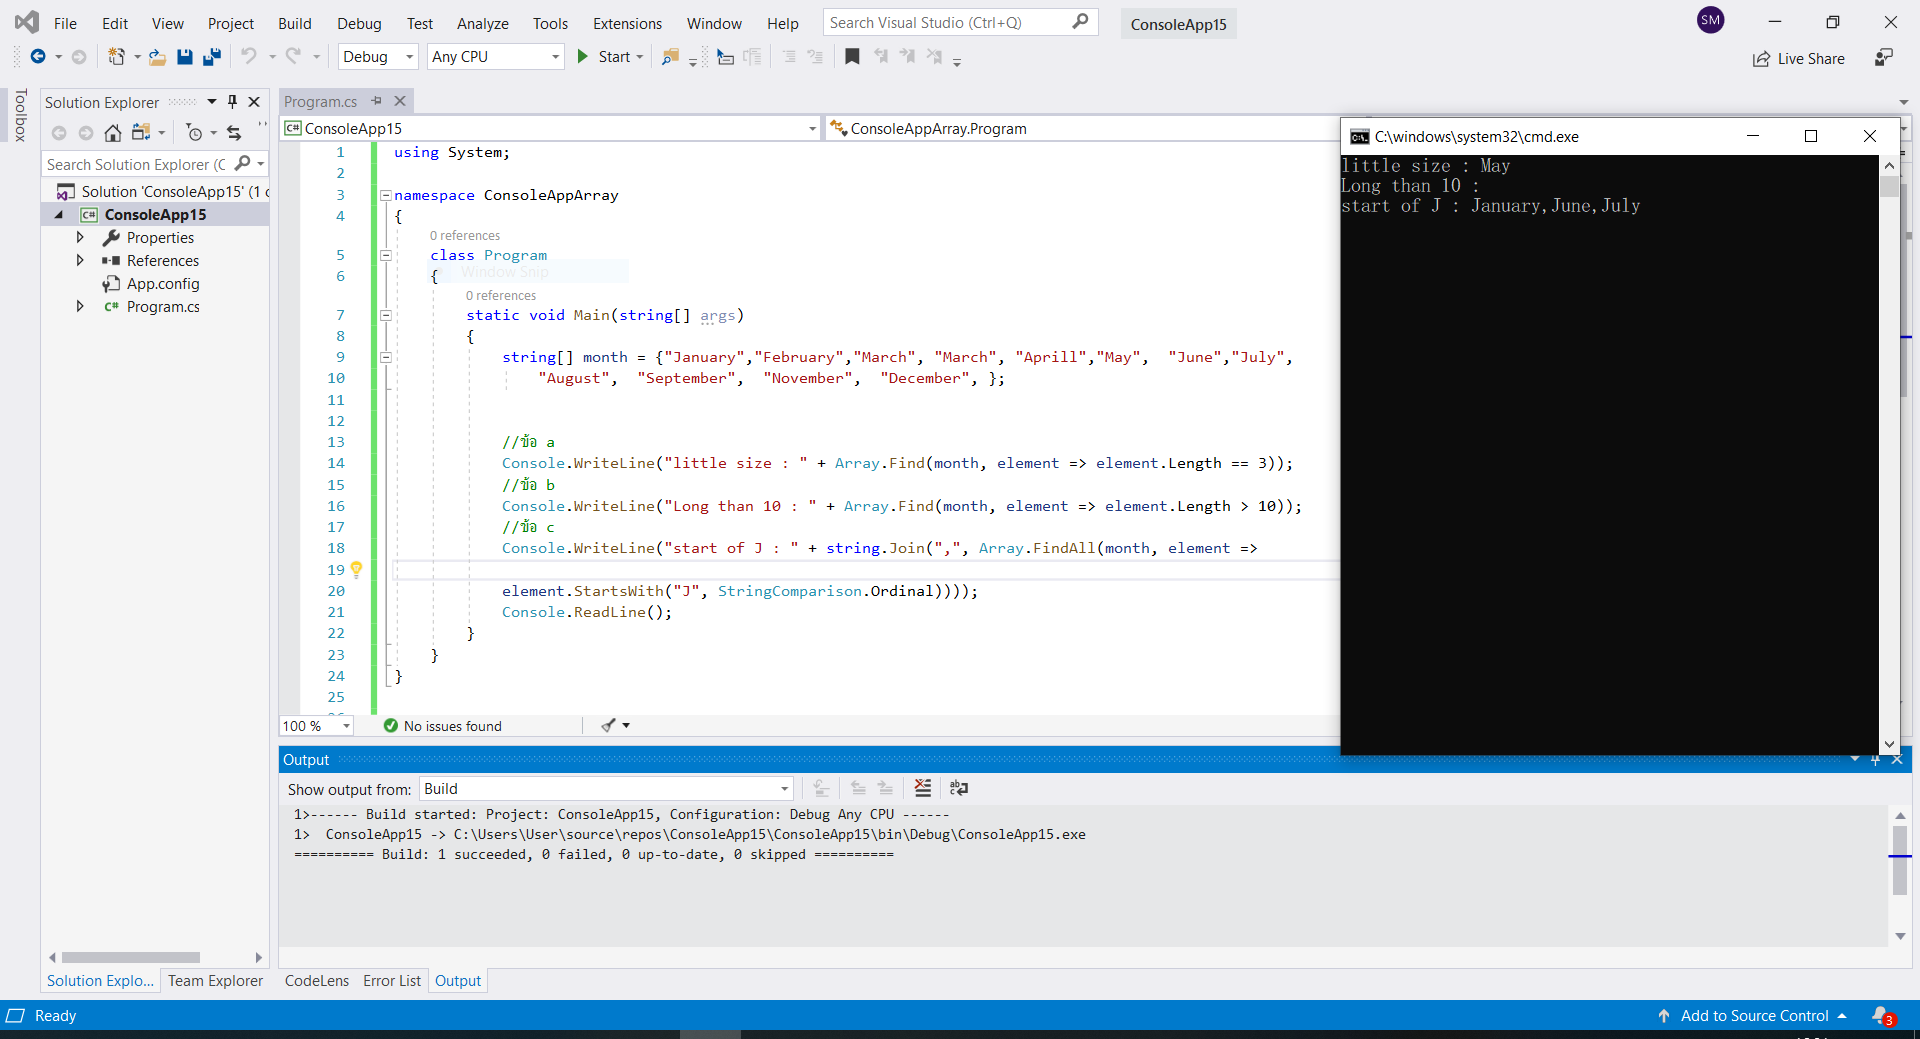 File Edit View Project Build Debug Test Analyze Tools Extensions Window Help Search Visual Studio (Ctrl+Q) ConsoleApp15 SM
Debug Any CPU Start Live Share
Toolbox
Solution Explorer
Search Solution Explorer (C
Solution 'ConsoleApp15' (1 c
C# ConsoleApp15
Properties
References
App.config
C# Program.cs
Program.cs
C# ConsoleApp15 ConsoleAppArray.Program
1 using System;
2
3 namespace ConsoleAppArray
4 {
0 references
5 class Program
Window Snip
6 {
0 references
7 static void Main(string[] args)
8 {
9 string[] month = {"January","February","March", "March", "Aprill","May",  "June","July",
10 "August",  "September",  "November",  "December", };
11
12
13 //ข้อ a
14 Console.WriteLine("little size : " + Array.Find(month, element => element.Length == 3));
15 //ข้อ b
16 Console.WriteLine("Long than 10 : " + Array.Find(month, element => element.Length > 10));
17 //ข้อ c
18 Console.WriteLine("start of J : " + string.Join(",", Array.FindAll(month, element =>
19
20 element.StartsWith("J", StringComparison.Ordinal))));
21 Console.ReadLine();
22 }
23 }
24 }
25
100 % No issues found
C:\windows\system32\cmd.exe
little size : May
Long than 10 :
start of J : January,June,July
Output
Show output from: Build
1>------ Build started: Project: ConsoleApp15, Configuration: Debug Any CPU ------
1>  ConsoleApp15 -> C:\Users\User\source\repos\ConsoleApp15\ConsoleApp15\bin\Debug\ConsoleApp15.exe
========== Build: 1 succeeded, 0 failed, 0 up-to-date, 0 skipped ==========
Solution Explo... Team Explorer CodeLens Error List Output
Ready Add to Source Control 3